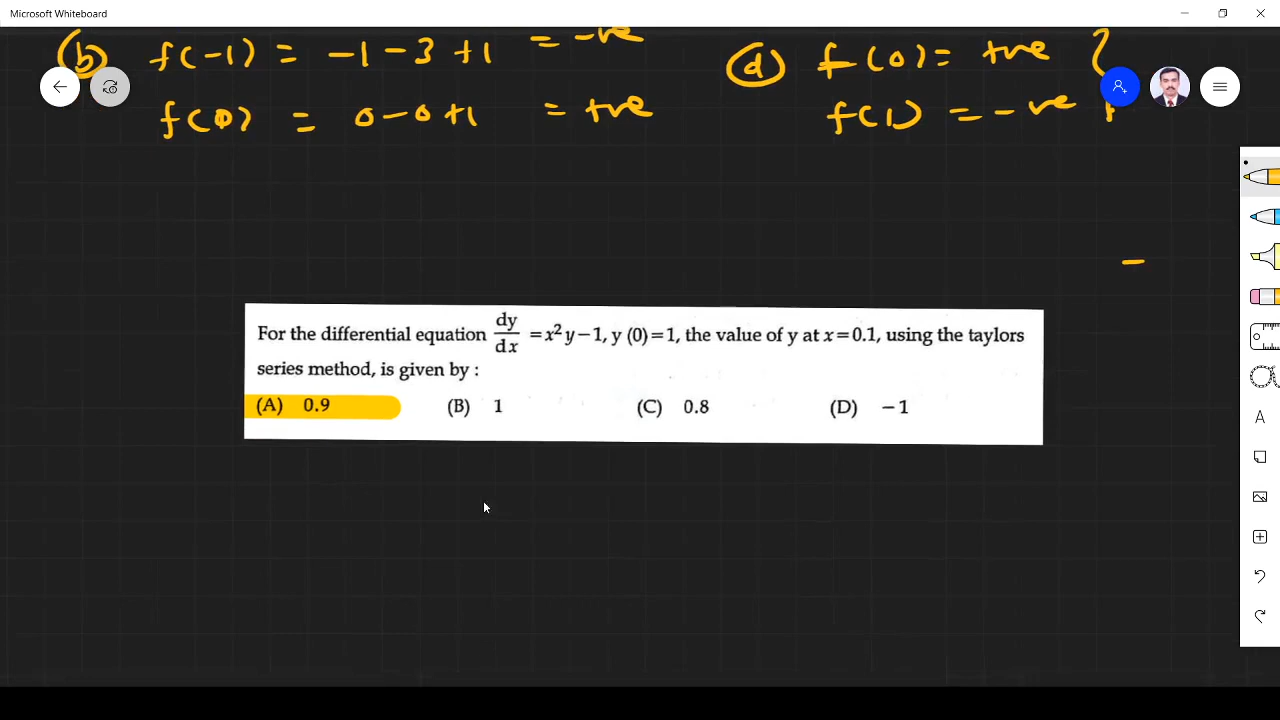 Microsoft Whiteboard
(b) f(-1) = -1 - 3 + 1 = -ve
f(0) = 0 - 0 + 1 = +ve
(d) f(0) = +ve
f(1) = -ve
For the differential equation dy/dx = x²y−1, y (0)=1, the value of y at x=0.1, using the taylors
series method, is given by :
(A) 0.9 (B) 1 (C) 0.8 (D) −1